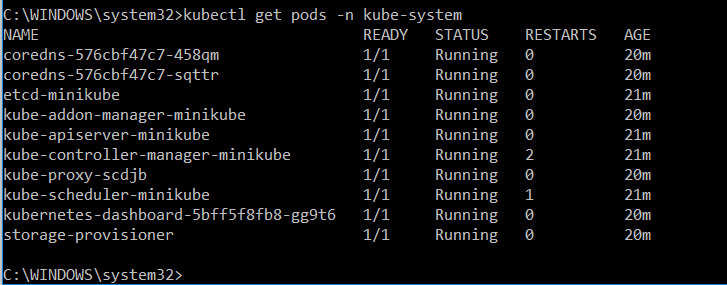 C:\WINDOWS\system32>kubectl get pods -n kube-system
NAME READY STATUS RESTARTS AGE
coredns-576cbf47c7-458qm 1/1 Running 0 20m
coredns-576cbf47c7-sqttr 1/1 Running 0 20m
etcd-minikube 1/1 Running 0 21m
kube-addon-manager-minikube 1/1 Running 0 20m
kube-apiserver-minikube 1/1 Running 0 21m
kube-controller-manager-minikube 1/1 Running 2 21m
kube-proxy-scdjb 1/1 Running 0 20m
kube-scheduler-minikube 1/1 Running 1 21m
kubernetes-dashboard-5bff5f8fb8-gg9t6 1/1 Running 0 20m
storage-provisioner 1/1 Running 0 20m
C:\WINDOWS\system32>